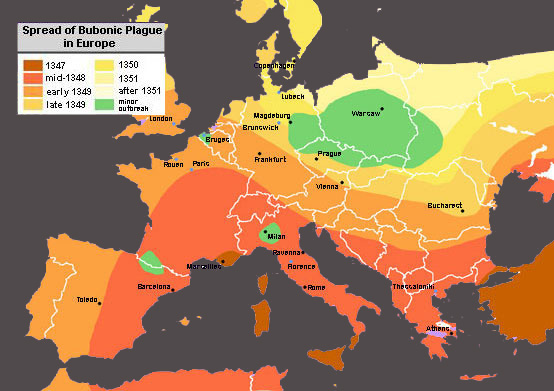 Spread of Bubonic Plague
in Europe
1347
mid-1348
early 1349
late 1349
1350
1351
after 1351
minor
outbreak
Copenhagen
Lubeck
London
Magdeburg
Brunswick
Warsaw
Bruges
Rouen
Paric
Frankfurt
Prague
Vienna
Bucharest
Milan
Ravenna
Florence
Marceilles
Barcelona
Rome
Toledo
Thessaloniki
Athens